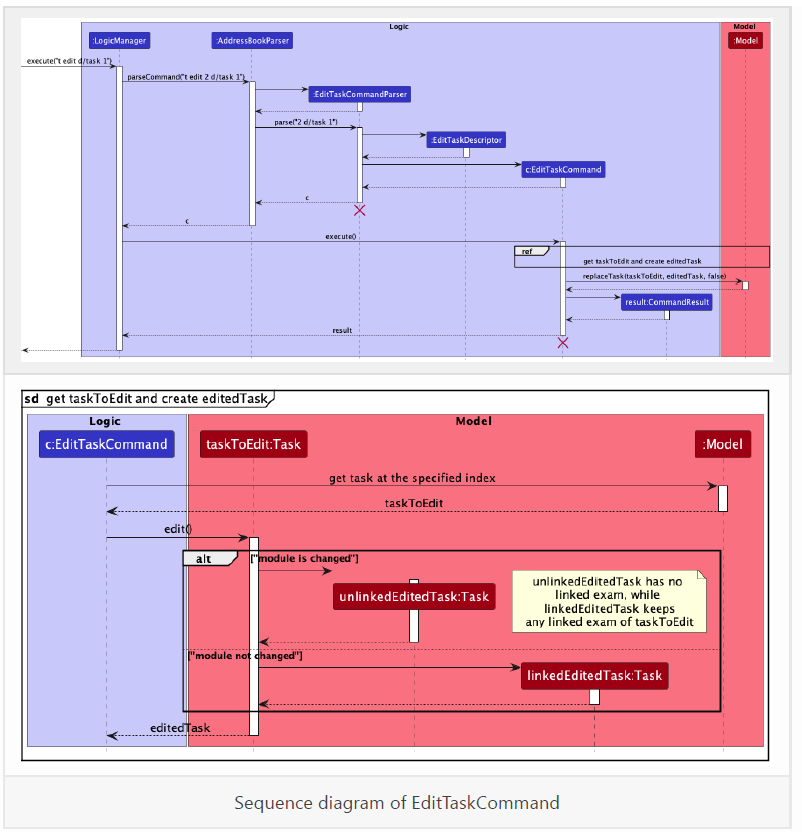 Logic
Model
:LogicManager
:AddressBookParser
:Model
execute("t edit d/task 1")
parseCommand("t edit 2 d/task 1")
:EditTaskCommandParser
parse("2 d/task 1")
:EditTaskDescriptor
c:EditTaskCommand
c
c
execute()
ref
get taskToEdit and create editedTask
replaceTask(taskToEdit, editedTask, false)
result:CommandResult
result
sd get taskToEdit and create editedTask
Logic
Model
c:EditTaskCommand
taskToEdit:Task
:Model
get task at the specified index
taskToEdit
edit()
alt
["module is changed"]
unlinkedEditedTask has no
linked exam, while
linkedEditedTask keeps
any linked exam of taskToEdit
unlinkedEditedTask:Task
["module not changed"]
linkedEditedTask:Task
editedTask
Sequence diagram of EditTaskCommand